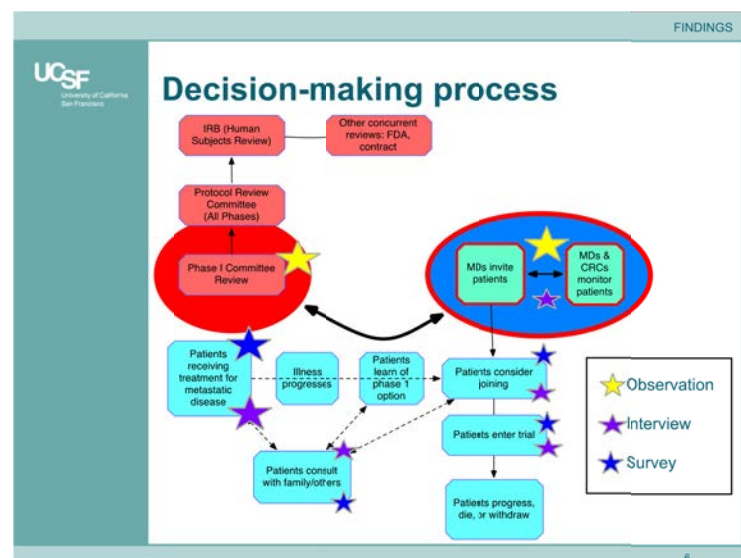 FINDINGS
UCSF
University of California
San Francisco
Decision-making process
IRB (Human
Subjects Review)
Other concurrent
reviews: FDA,
contract
Protocol Review
Committee
(All Phases)
Phase I Committee
Review
MDs invite
patients
MDs &
CRCs
monitor
patients
Patients
receiving
treatment for
metastatic
disease
Illness
progresses
Patients
learn of
phase 1
option
Patients consider
joining
Patients enter trial
Patients consult
with family/others
Patients progress,
die, or withdraw
Observation
Interview
Survey
6